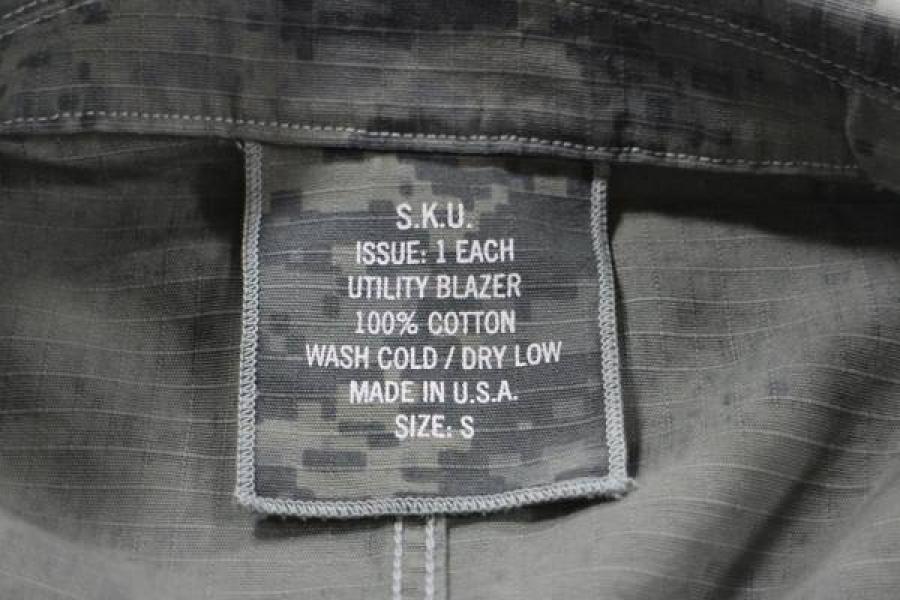 S.K.U.
ISSUE: 1 EACH
UTILITY BLAZER
100% COTTON
WASH COLD / DRY LOW
MADE IN U.S.A.
SIZE: S